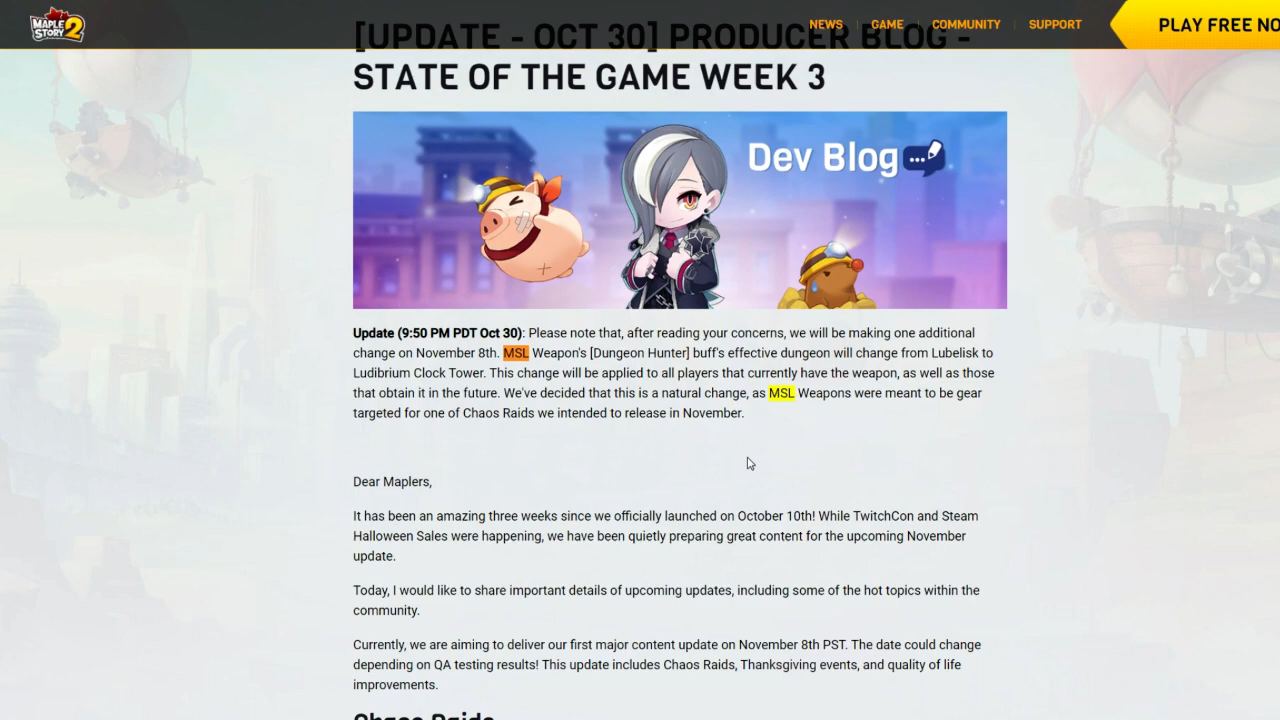 MAPLE
STORY 2
NEWS
GAME
COMMUNITY
SUPPORT
PLAY FREE NO
[UPDATE - OCT 30] PRODUCER BLOG -
STATE OF THE GAME WEEK 3
Dev Blog
Update (9:50 PM PDT Oct 30): Please note that, after reading your concerns, we will be making one additional
change on November 8th. MSL Weapon's [Dungeon Hunter] buff's effective dungeon will change from Lubelisk to
Ludibrium Clock Tower. This change will be applied to all players that currently have the weapon, as well as those
that obtain it in the future. We've decided that this is a natural change, as MSL Weapons were meant to be gear
targeted for one of Chaos Raids we intended to release in November.
Dear Maplers,
It has been an amazing three weeks since we officially launched on October 10th! While TwitchCon and Steam
Halloween Sales were happening, we have been quietly preparing great content for the upcoming November
update.
Today, I would like to share important details of upcoming updates, including some of the hot topics within the
community.
Currently, we are aiming to deliver our first major content update on November 8th PST. The date could change
depending on QA testing results! This update includes Chaos Raids, Thanksgiving events, and quality of life
improvements.
Chaos Raids